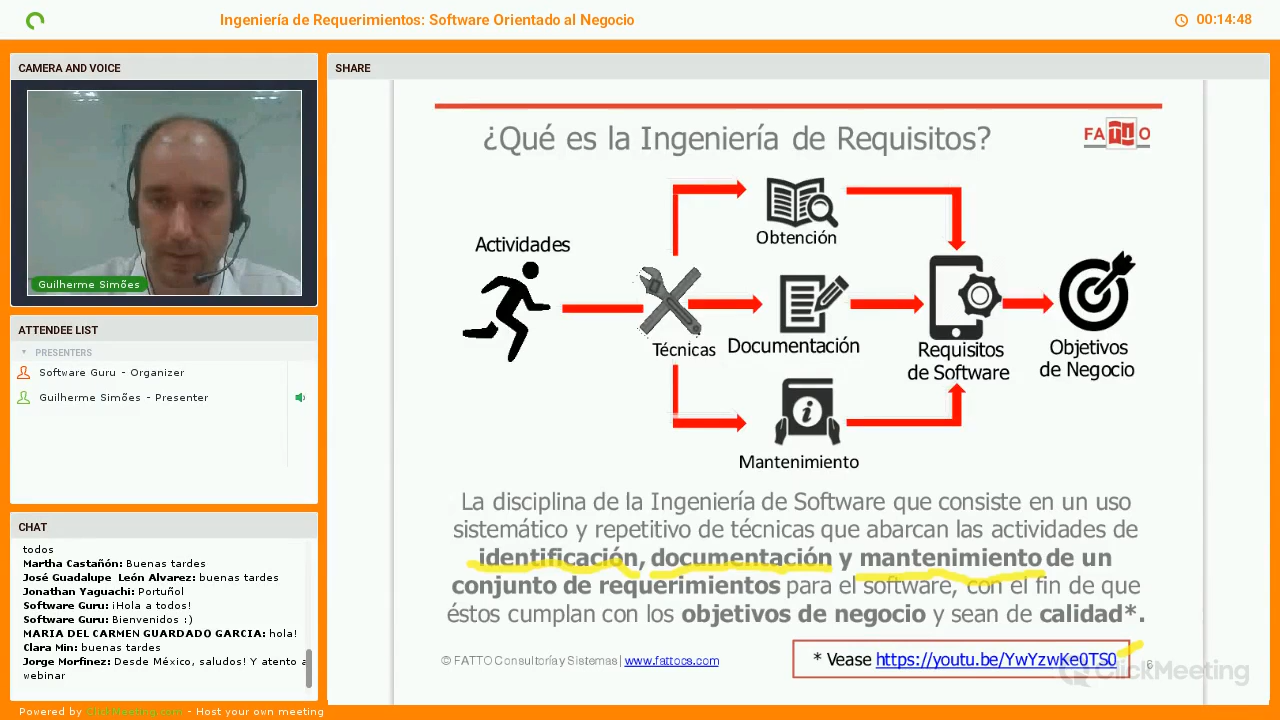 Ingeniería de Requerimientos: Software Orientado al Negocio
00:14:48
CAMERA AND VOICE
Guilherme Simões
ATTENDEE LIST
PRESENTERS
Software Guru - Organizer
Guilherme Simões - Presenter
CHAT
todos
Martha Castañón: Buenas tardes
José Guadalupe León Alvarez: buenas tardes
Jonathan Yaguachi: Portuñol
Software Guru: ¡Hola a todos!
Software Guru: Bienvenidos :)
MARIA DEL CARMEN GUARDADO GARCIA: hola!
Clara Min: buenas tardes
Jorge Morfinez: Desde México, saludos! Y atento a
webinar
Powered by ClickMeeting.com - Host your own meeting
SHARE
¿Qué es la Ingeniería de Requisitos?
FATTO
Actividades
Técnicas
Obtención
Documentación
Mantenimiento
Requisitos
de Software
Objetivos
de Negocio
La disciplina de la Ingeniería de Software que consiste en un uso
sistemático y repetitivo de técnicas que abarcan las actividades de
identificación, documentación y mantenimiento de un
conjunto de requerimientos para el software, con el fin de que
éstos cumplan con los objetivos de negocio y sean de calidad*.
© FATTO Consultoría y Sistemas | www.fattocs.com
* Vease https://youtu.be/YwYzwKe0TS0
6
ClickMeeting